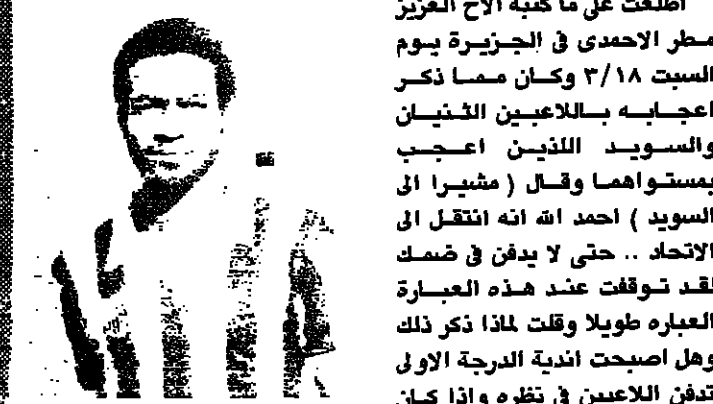 اطلعت على ما كتبه الاخ العزيز
مطر الاحمدى في الجزيرة يوم
السبت ٣/١٨ وكان مما ذكر
اعجابه باللاعبين الثنيان
والسويد اللذين اعجب
بمستواهما وقال ( مشيرا الى
السويد ) احمد الله انه انتقل الى
الاتحاد .. حتى لا يدفن في ضمك
لقد توقفت عند هذه العبارة
العباره طويلا وقلت لماذا ذكر ذلك
وهل اصبحت اندية الدرجة الاولى
تدفن اللاعبين في نظره واذا كان